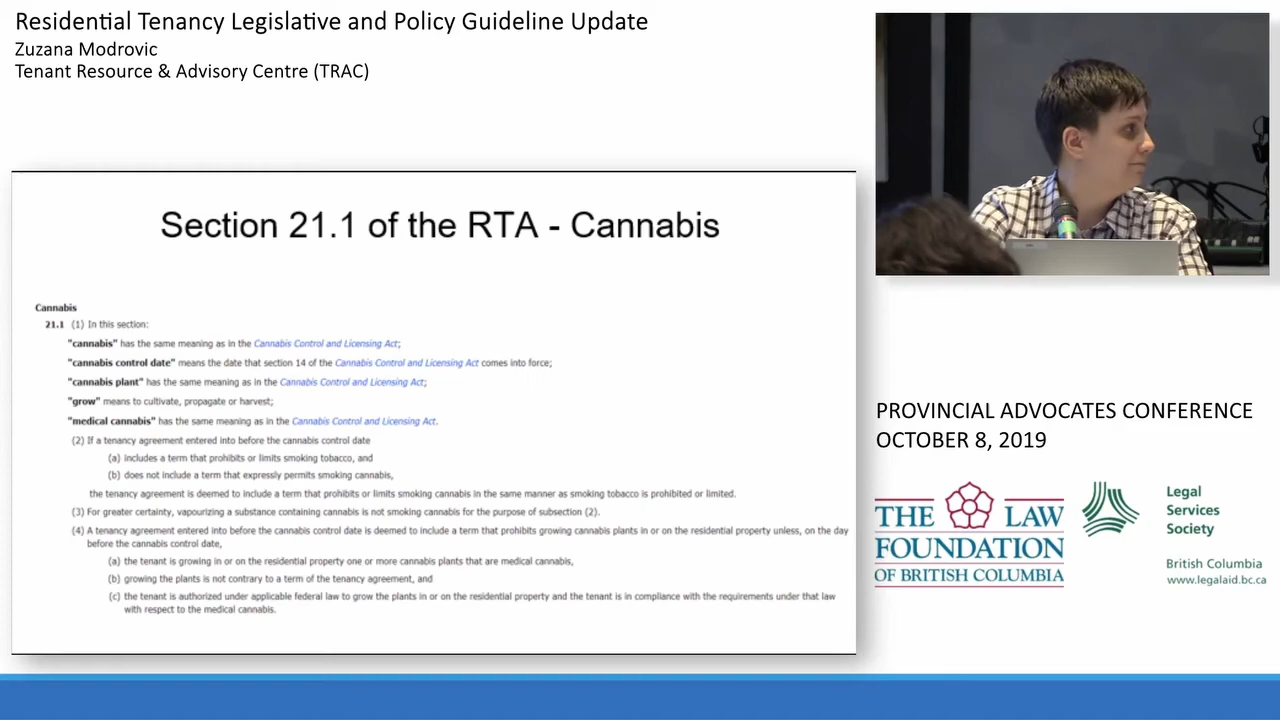 Residential Tenancy Legislative and Policy Guideline Update
Zuzana Modrovic
Tenant Resource & Advisory Centre (TRAC)
Section 21.1 of the RTA - Cannabis
Cannabis
21.1 (1) In this section:
"cannabis" has the same meaning as in the Cannabis Control and Licensing Act;
"cannabis control date" means the date that section 14 of the Cannabis Control and Licensing Act comes into force;
"cannabis plant" has the same meaning as in the Cannabis Control and Licensing Act;
"grow" means to cultivate, propagate or harvest;
"medical cannabis" has the same meaning as in the Cannabis Control and Licensing Act.
(2) If a tenancy agreement entered into before the cannabis control date
(a) includes a term that prohibits or limits smoking tobacco, and
(b) does not include a term that expressly permits smoking cannabis,
the tenancy agreement is deemed to include a term that prohibits or limits smoking cannabis in the same manner as smoking tobacco is prohibited or limited.
(3) For greater certainty, vapourizing a substance containing cannabis is not smoking cannabis for the purpose of subsection (2).
(4) A tenancy agreement entered into before the cannabis control date is deemed to include a term that prohibits growing cannabis plants in or on the residential property unless, on the day
before the cannabis control date,
(a) the tenant is growing in or on the residential property one or more cannabis plants that are medical cannabis,
(b) growing the plants is not contrary to a term of the tenancy agreement, and
(c) the tenant is authorized under applicable federal law to grow the plants in or on the residential property and the tenant is in compliance with the requirements under that law
with respect to the medical cannabis.
PROVINCIAL ADVOCATES CONFERENCE
OCTOBER 8, 2019
THE LAW
FOUNDATION
OF BRITISH COLUMBIA
Legal
Services
Society
British Columbia
www.legalaid.bc.ca